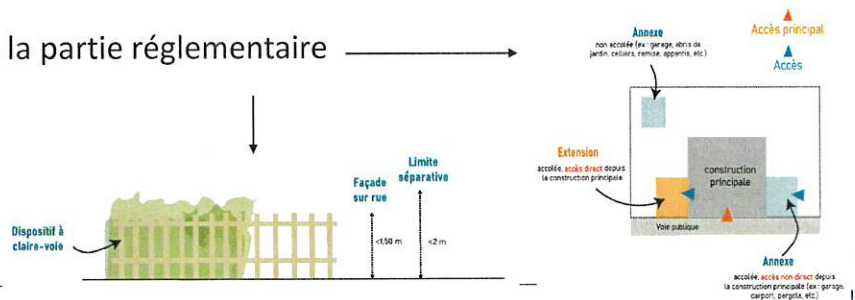 la partie réglementaire
Dispositif à
claire-voie
Façade
sur rue
<1.50 m
Limite
séparative
<2 m
Annexe
non accolée (ex: garage, abris de
jardin, celliers, remise, appentis, etc.)
Accès principal
Accès
Extension
accolée, accès direct depuis
la construction principale
construction
principale
Voie publique
Annexe
accolée, accès non direct depuis
la construction principale (ex: garage,
carport, pergola, etc.)